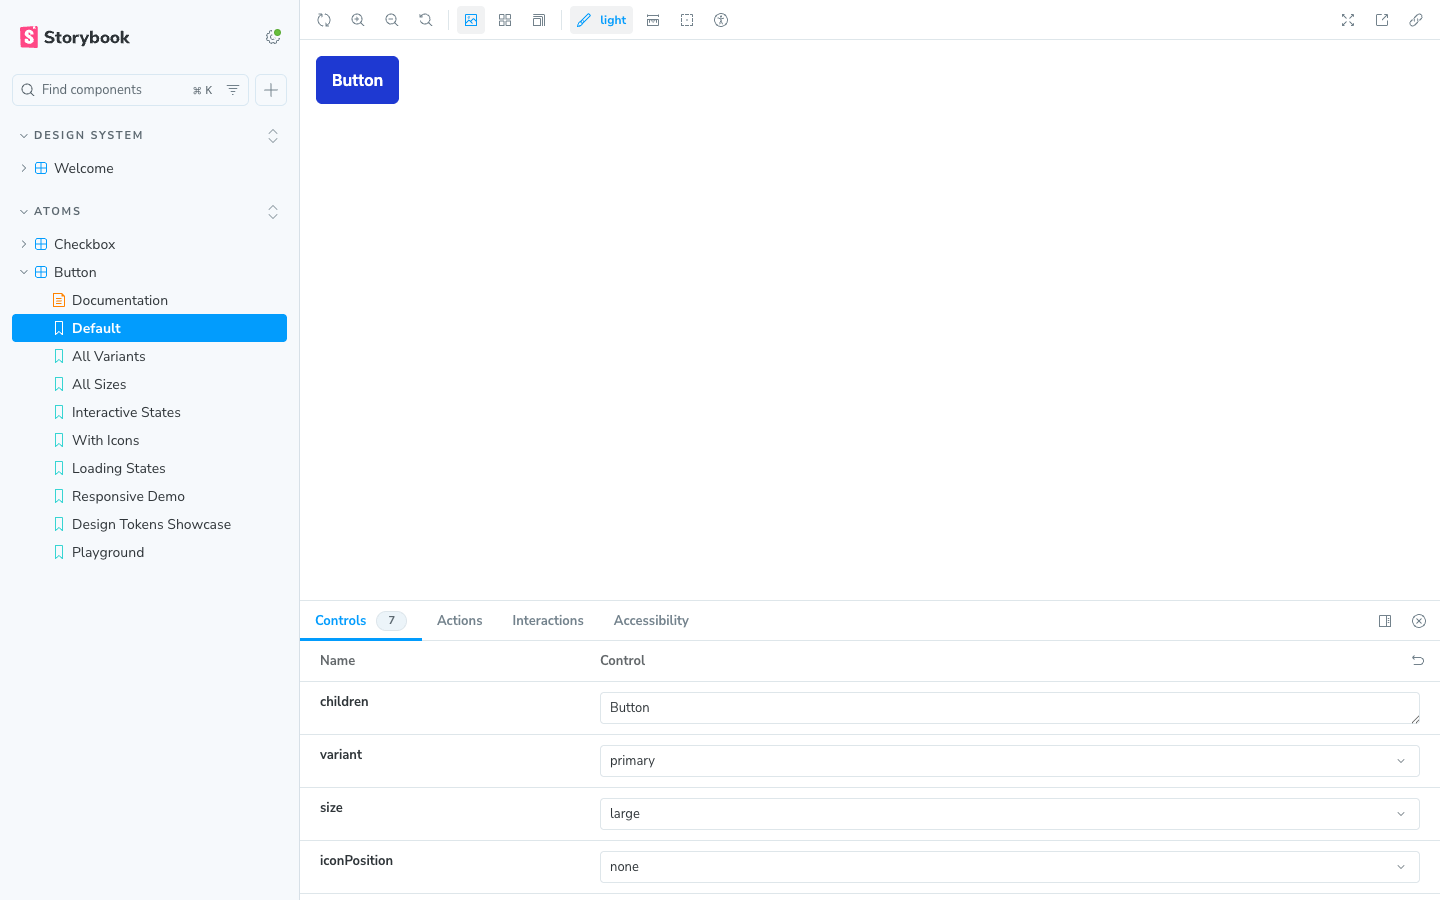 Storybook
Find components
⌘ K
DESIGN SYSTEM
Welcome
ATOMS
Checkbox
Button
Documentation
Default
All Variants
All Sizes
Interactive States
With Icons
Loading States
Responsive Demo
Design Tokens Showcase
Playground
light
Button
Controls 7 Actions Interactions Accessibility
Name Control
children Button
variant primary
size large
iconPosition none